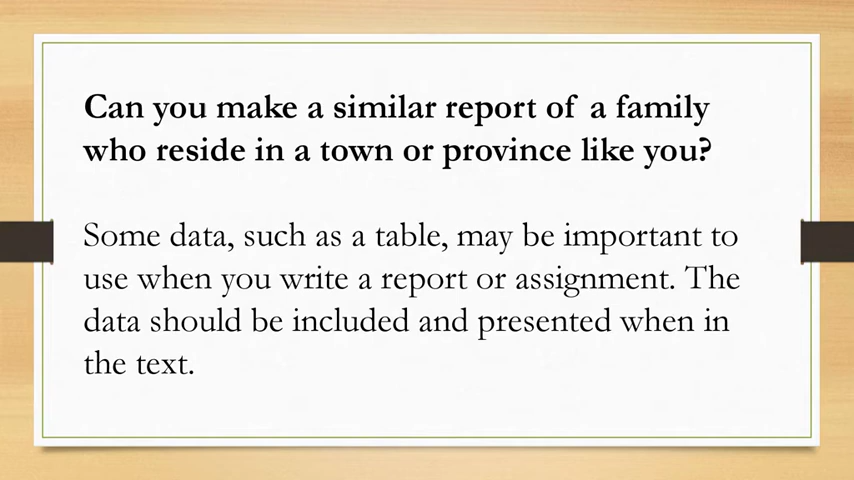 Can you make a similar report of a family
who reside in a town or province like you?
Some data, such as a table, may be important to
use when you write a report or assignment. The
data should be included and presented when in
the text.